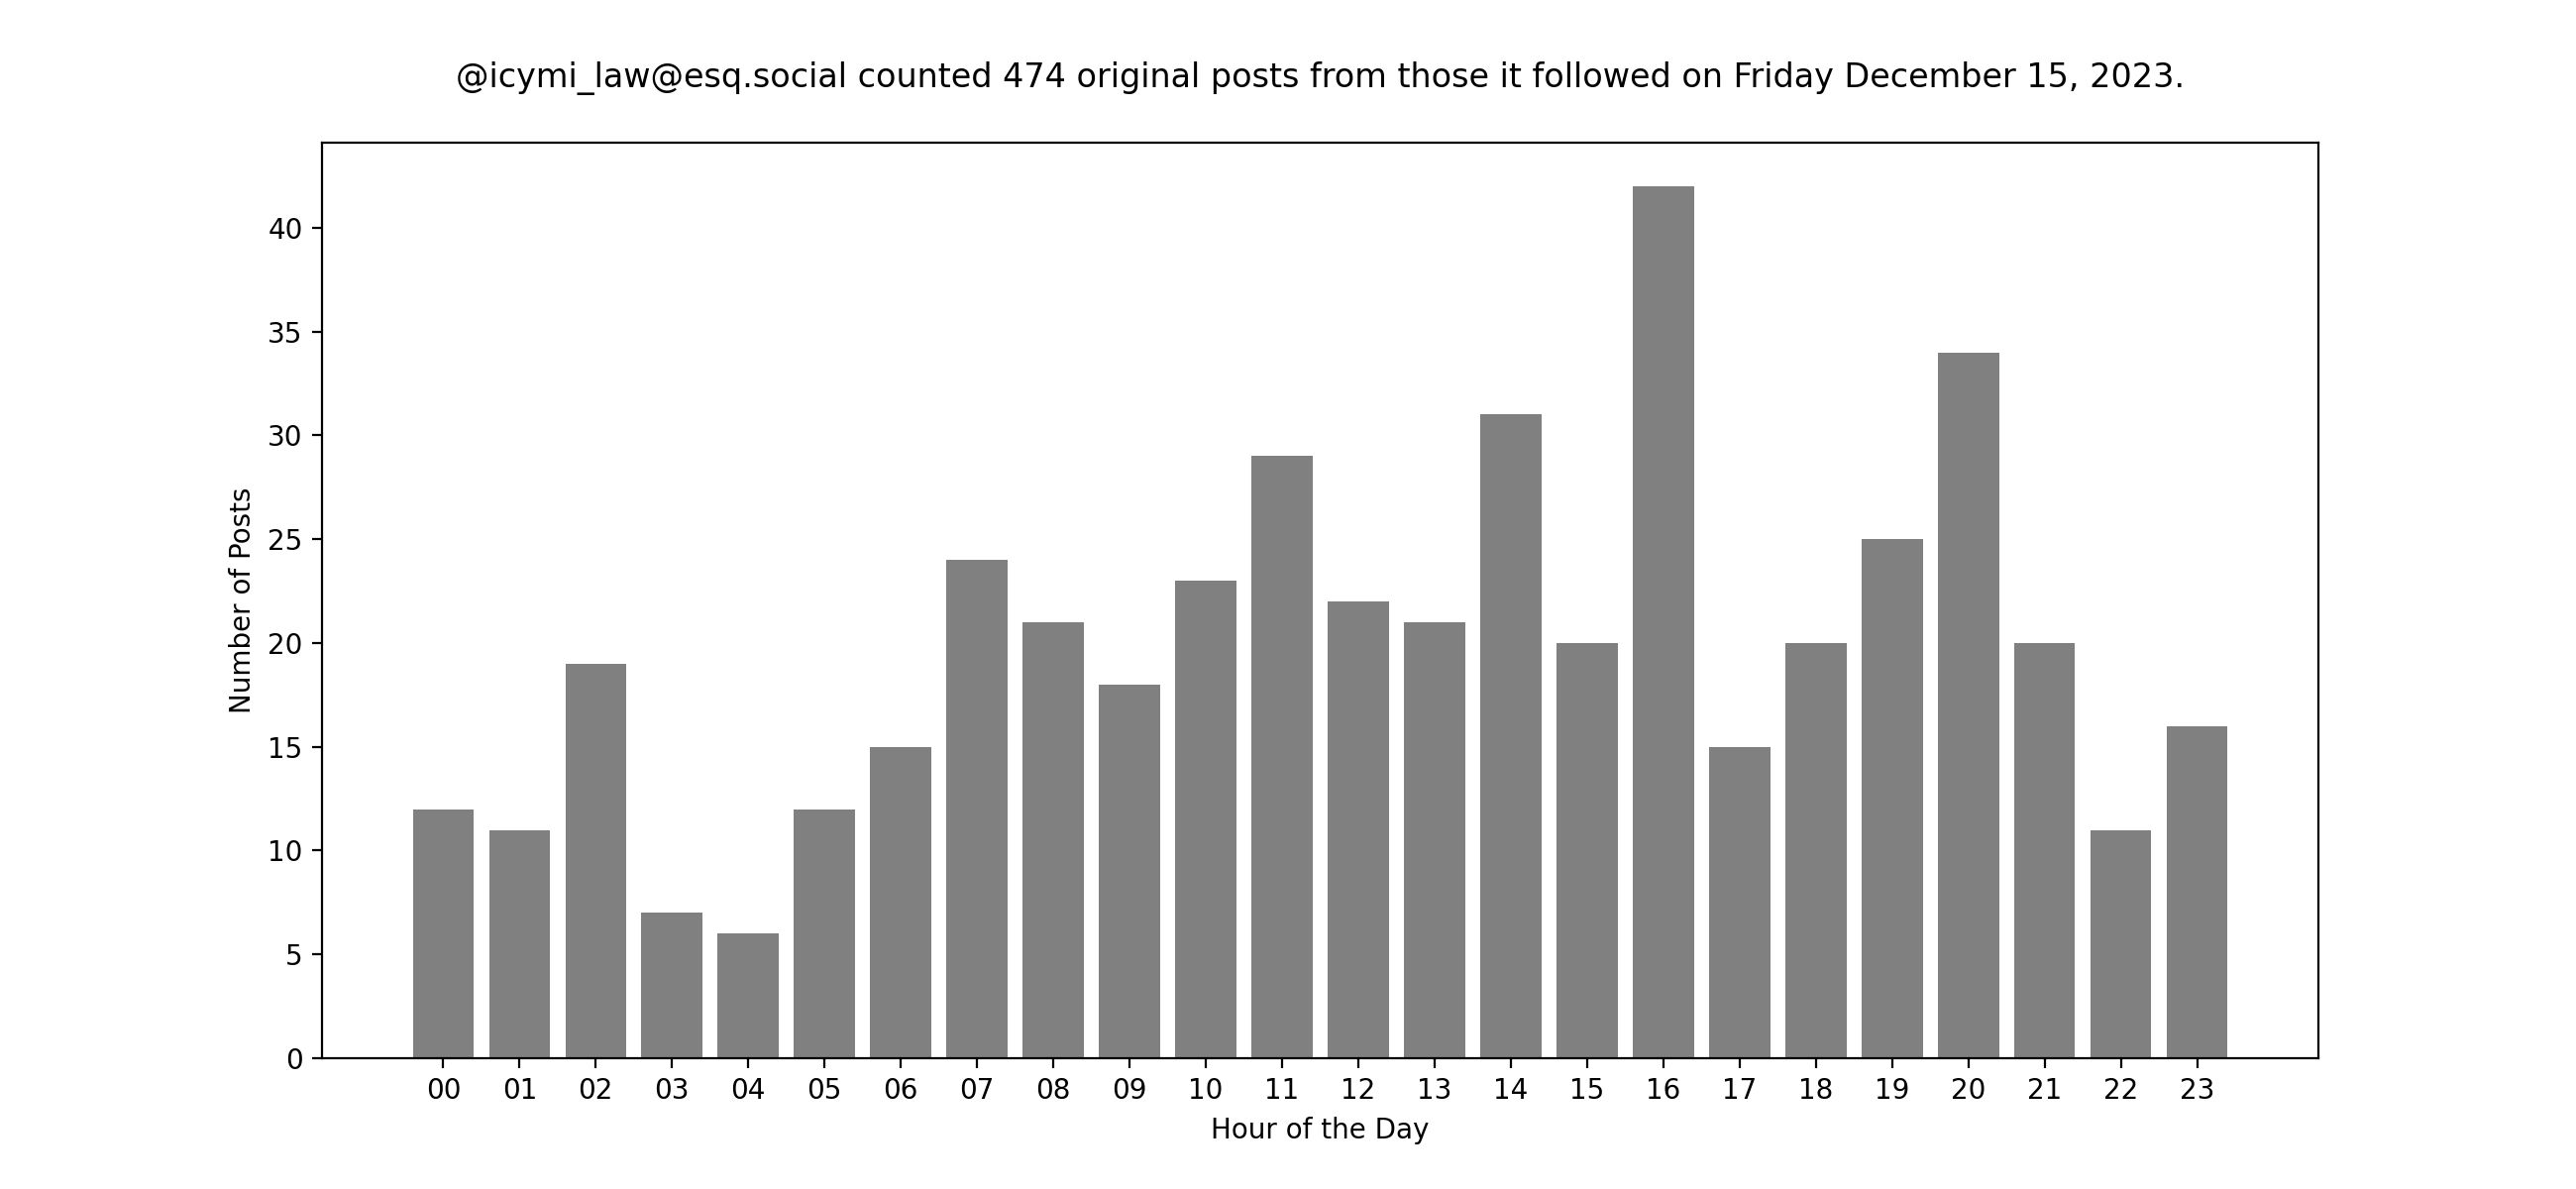 @icymi_law@esq.social counted 474 original posts from those it followed on Friday December 15, 2023.
40
35
30
25
20
15
10
5
0
Number of Posts
00 01 02 03 04 05 06 07 08 09 10 11 12 13 14 15 16 17 18 19 20 21 22 23
Hour of the Day